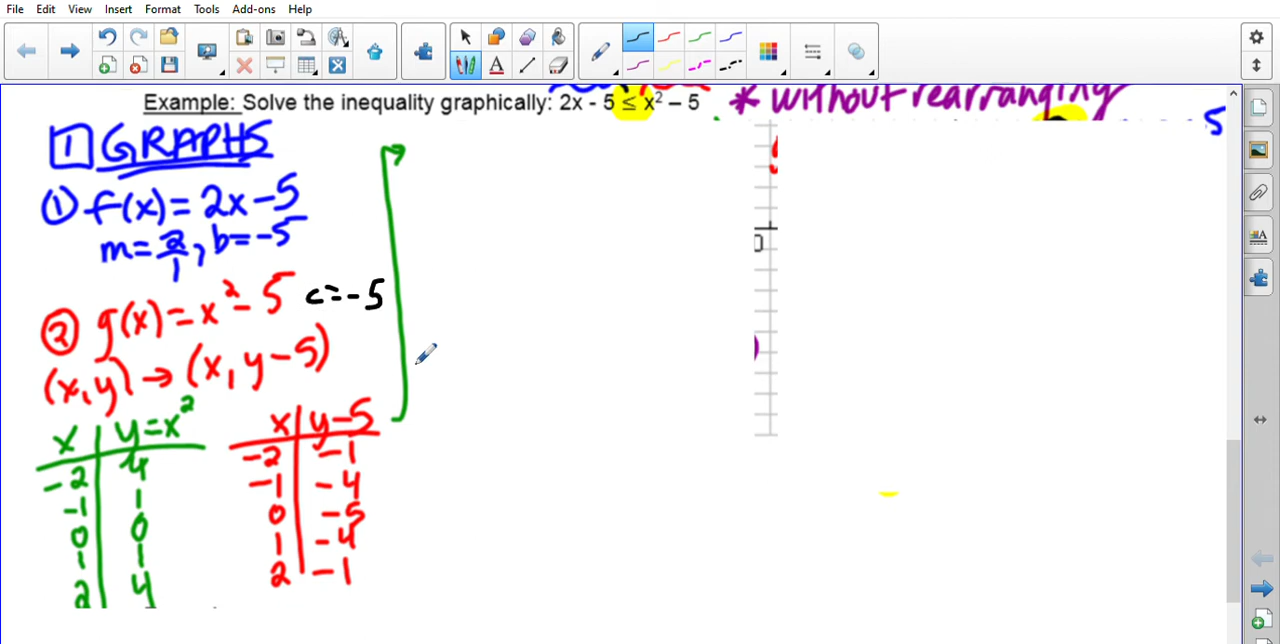 File Edit View Insert Format Tools Add-ons Help
Example: Solve the inequality graphically: 2x - 5 ≤ x² – 5 * without rearranging
5
1 GRAPHS
① f(x) = 2x - 5
m = 2/1, b = -5
② g(x) = x² - 5 c = -5
(x, y) → (x, y - 5)
x | y = x² x | y - 5
-2 | 4 -2 | -1
-1 | 1 -1 | -4
0 | 0 0 | -5
1 | 1 1 | -4
2 | 4 2 | -1